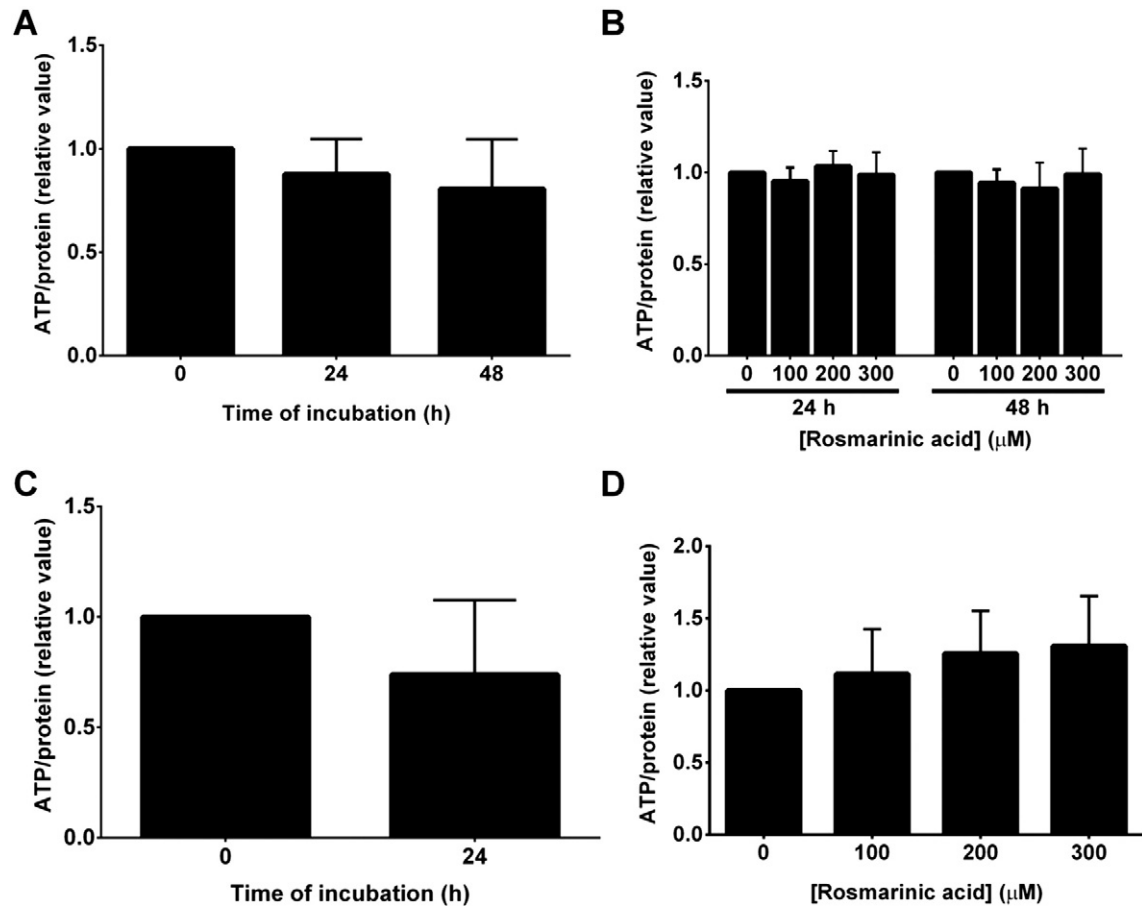 A
ATP/protein (relative value)
1.5
1.0
0.5
0.0
0 24 48
Time of incubation (h)
B
ATP/protein (relative value)
1.5
1.0
0.5
0.0
0 100 200 300 0 100 200 300
24 h 48 h
[Rosmarinic acid] (μM)
C
ATP/protein (relative value)
1.5
1.0
0.5
0.0
0 24
Time of incubation (h)
D
ATP/protein (relative value)
2.0
1.5
1.0
0.5
0.0
0 100 200 300
[Rosmarinic acid] (μM)